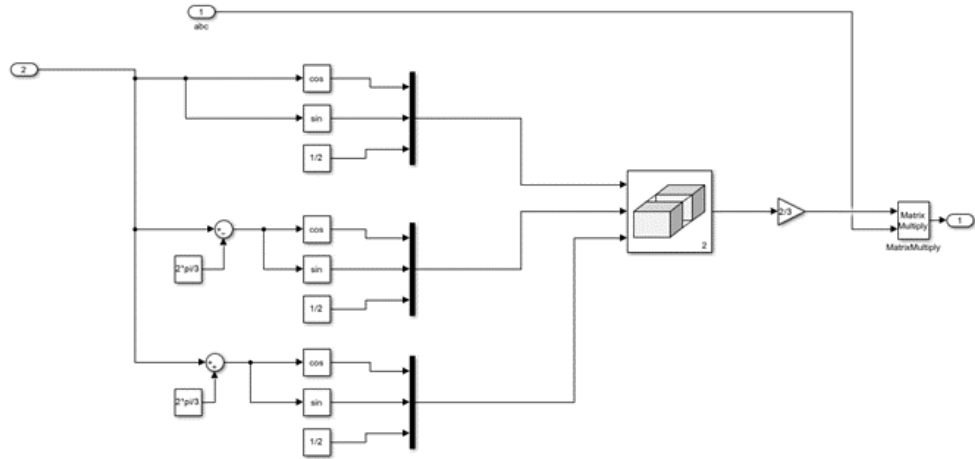 1
abc
2
cos
sin
1/2
2
2/3
Matrix
Multiply
MatrixMultiply
1
cos
2*pi/3
sin
1/2
cos
2*pi/3
sin
1/2